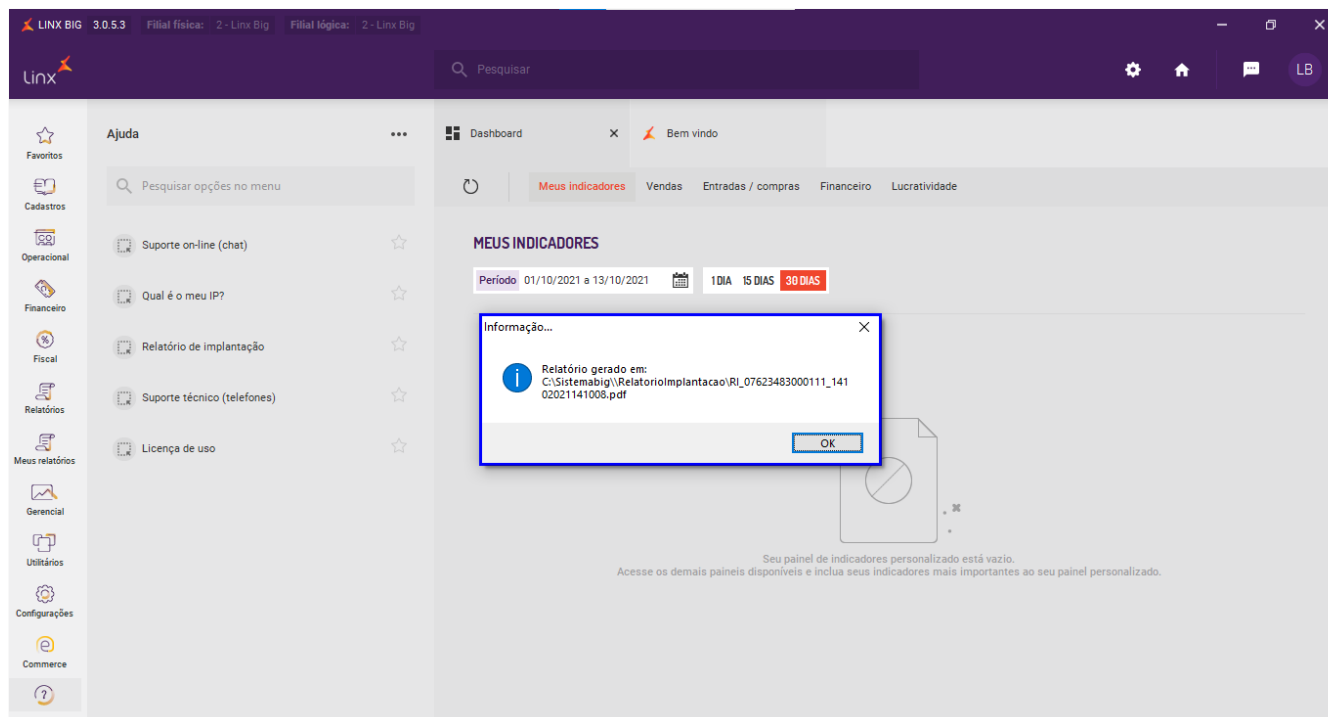 LINX BIG 3.0.5.3 Filial física: 2 - Linx Big Filial lógica: 2 - Linx Big
Linx
Pesquisar
LB
Favoritos
Cadastros
Operacional
Financeiro
Fiscal
Relatórios
Meus relatórios
Gerencial
Utilitários
Configurações
Commerce
Ajuda
Pesquisar opções no menu
Suporte on-line (chat)
Qual é o meu IP?
Relatório de implantação
Suporte técnico (telefones)
Licença de uso
Dashboard
Bem vindo
Meus indicadores Vendas Entradas / compras Financeiro Lucratividade
MEUS INDICADORES
Período 01/10/2021 a 13/10/2021 1 DIA 15 DIAS 30 DIAS
Informação...
Relatório gerado em:
C:\Sistemabig\\RelatorioImplantacao\RI_07623483000111_141
02021141008.pdf
OK
Seu painel de indicadores personalizado está vazio.
Acesse os demais paineis disponíveis e inclua seus indicadores mais importantes ao seu painel personalizado.